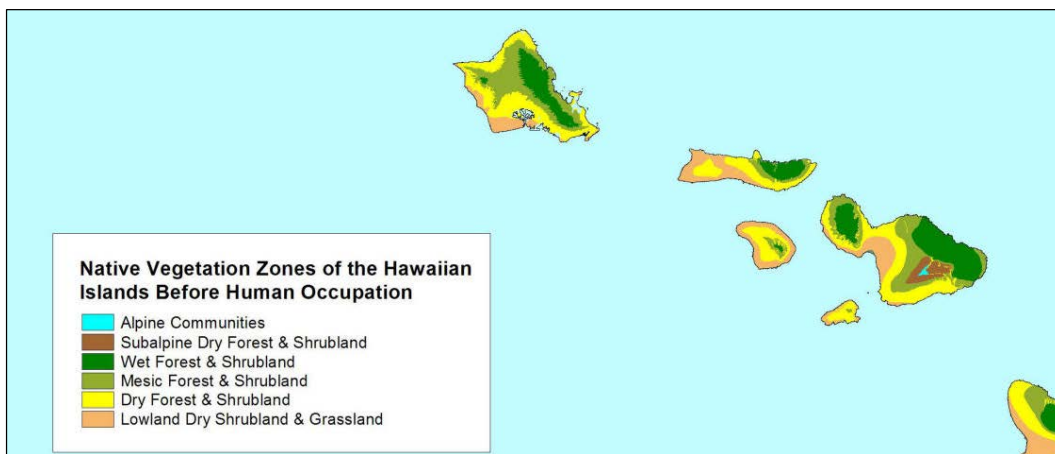 Native Vegetation Zones of the Hawaiian
Islands Before Human Occupation
Alpine Communities
Subalpine Dry Forest & Shrubland
Wet Forest & Shrubland
Mesic Forest & Shrubland
Dry Forest & Shrubland
Lowland Dry Shrubland & Grassland